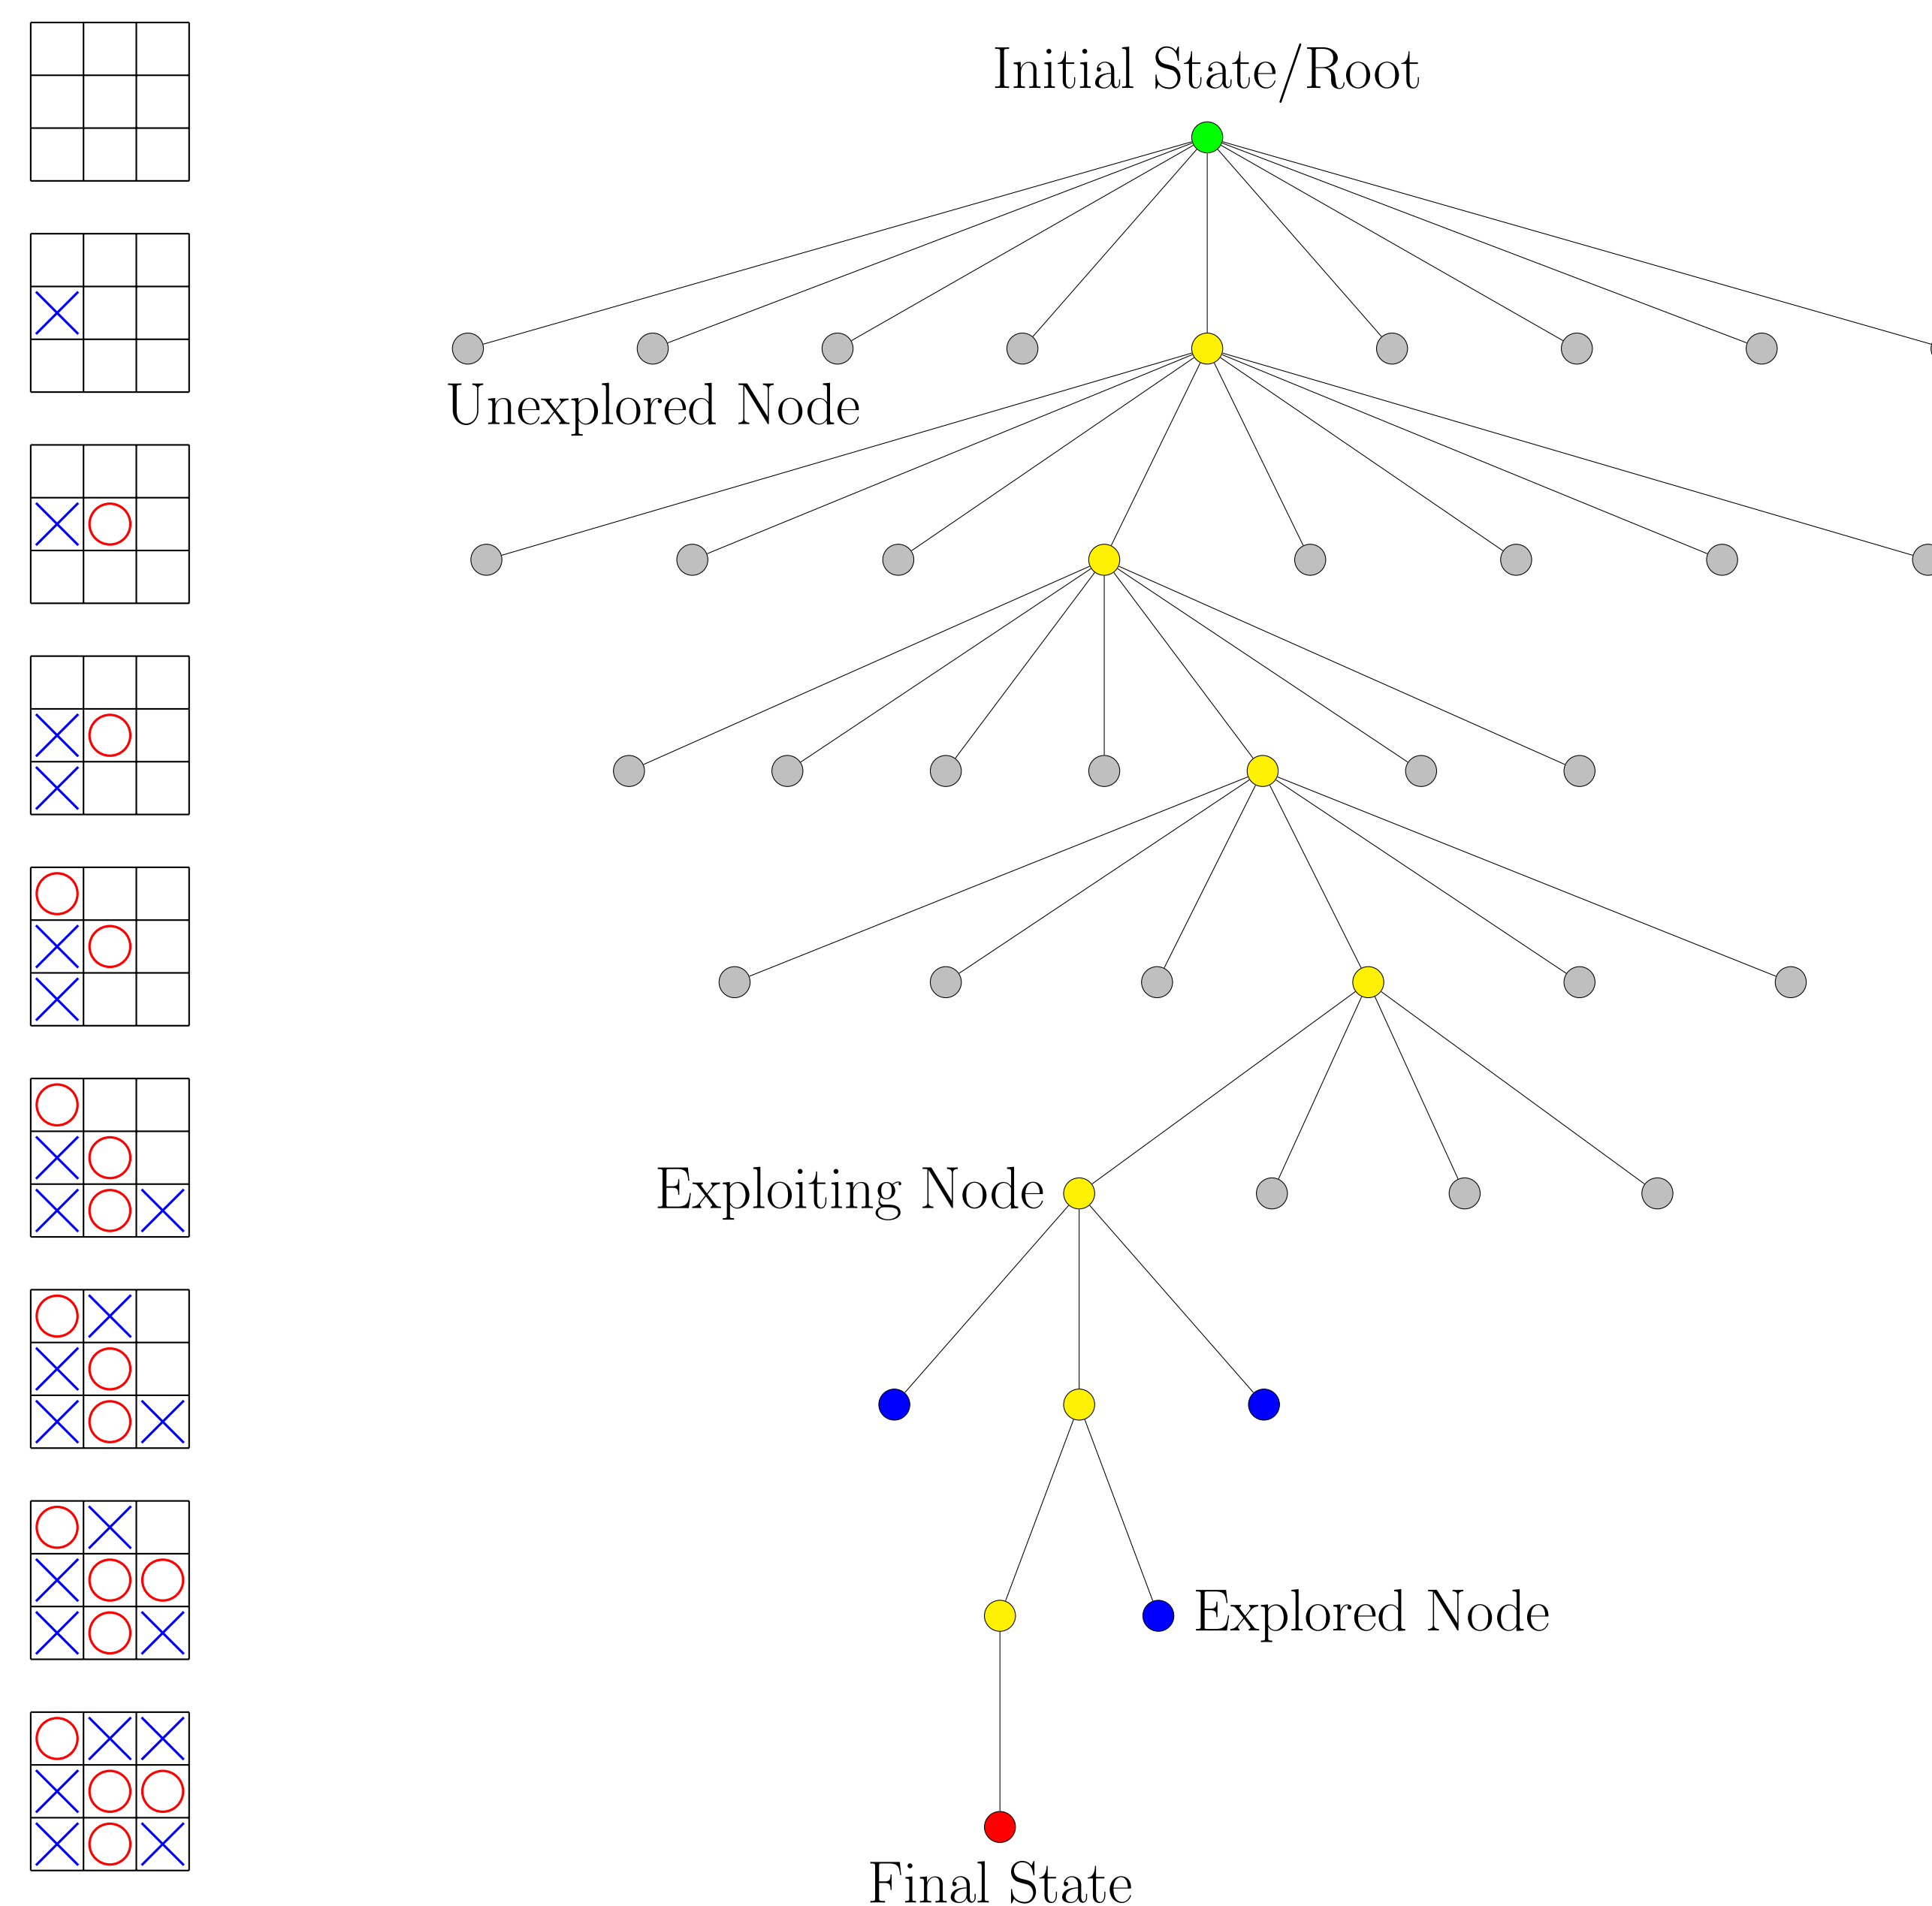 Initial State/Root
Unexplored Node
Exploiting Node
Explored Node
Final State